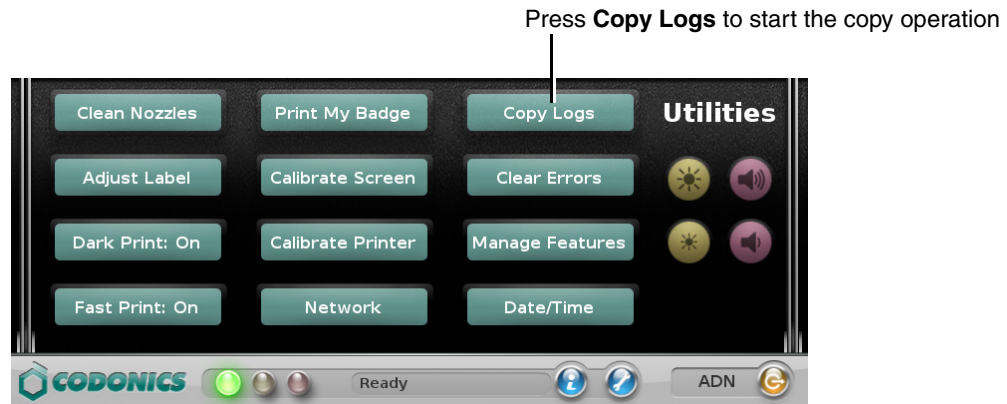 Press Copy Logs to start the copy operation
Clean Nozzles Print My Badge Copy Logs Utilities
Adjust Label Calibrate Screen Clear Errors
Dark Print: On Calibrate Printer Manage Features
Fast Print: On Network Date/Time
CODONICS Ready i ADN